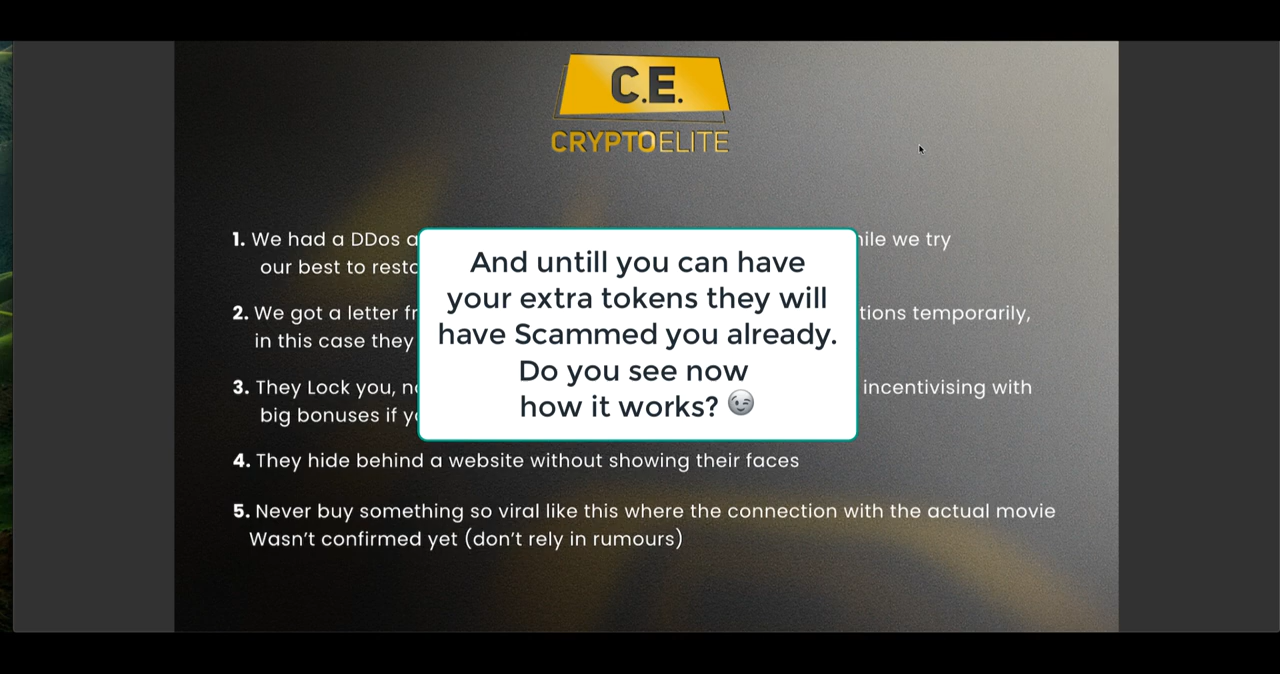 C.E.
CRYPTOELITE
1. We had a DDos
while we try
our best to
2. We got a letter
temporarily,
in this case they
3. They Lock you,
incentivising with
big bonuses if
4. They hide behind a website without showing their faces
5. Never buy something so viral like this where the connection with the actual movie
Wasn't confirmed yet (don't rely in rumours)
And untill you can have
your extra tokens they will
have Scammed you already.
Do you see now
how it works? 😉